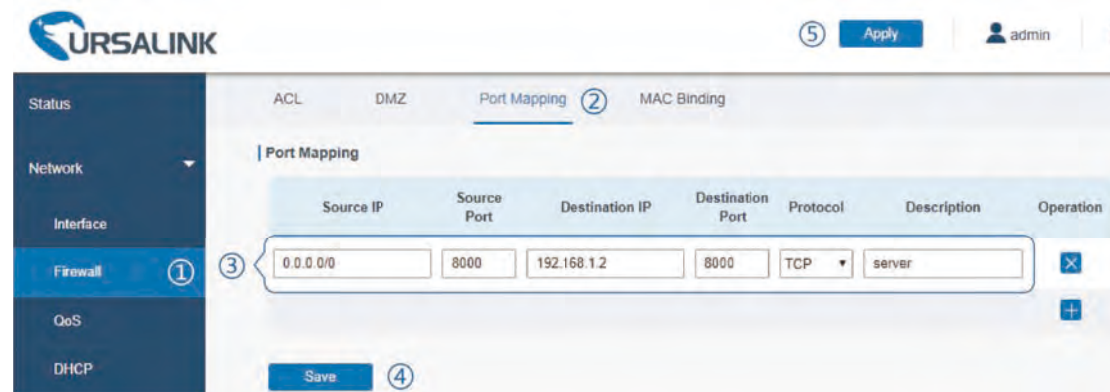 URSALINK
⑤ Apply admin
Status
ACL DMZ Port Mapping ② MAC Binding
Network
Port Mapping
Source IP Source Port Destination IP Destination Port Protocol Description Operation
Interface
Firewall ①
③ 0.0.0.0/0 8000 192.168.1.2 8000 TCP server
QoS
DHCP
Save ④